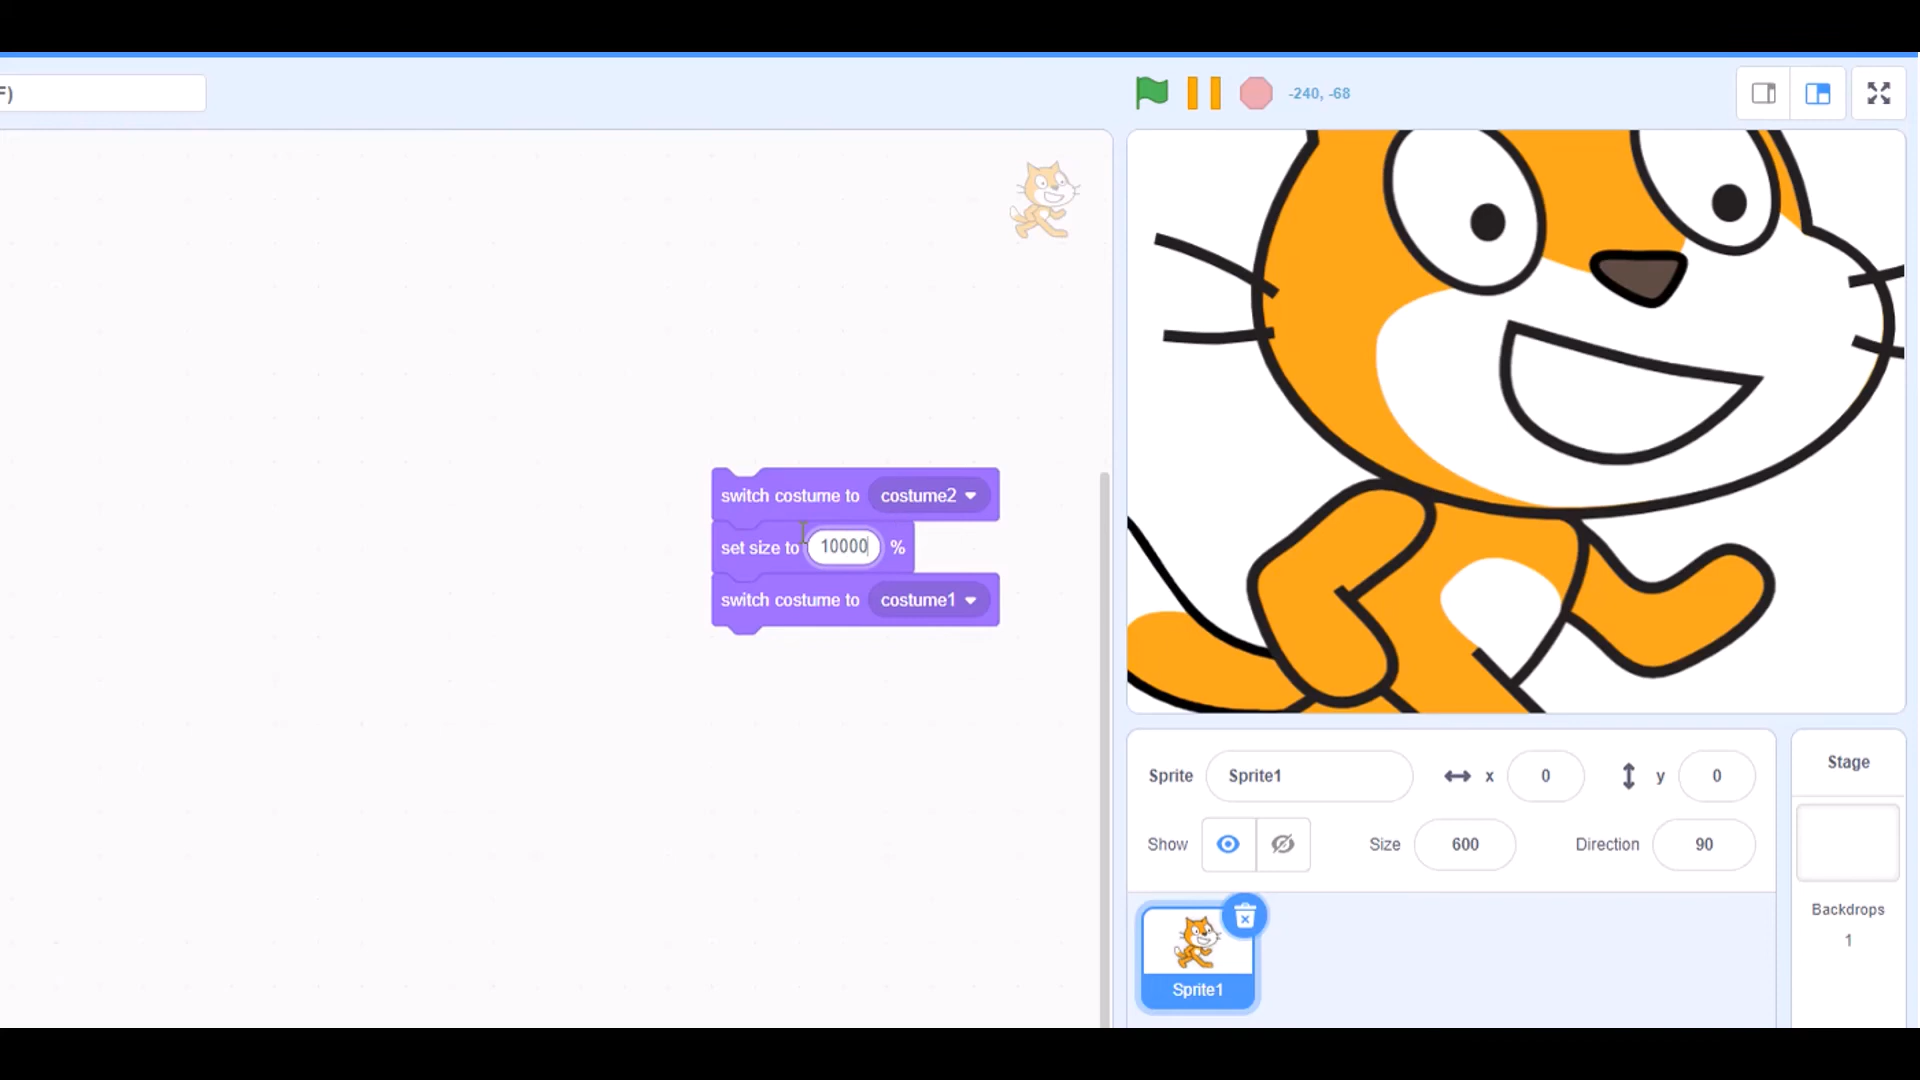 F)
-240, -68
switch costume to costume2
set size to 10000 %
switch costume to costume1
Sprite Sprite1 x 0 y 0
Show Size 600 Direction 90
Sprite1
Stage
Backdrops
1